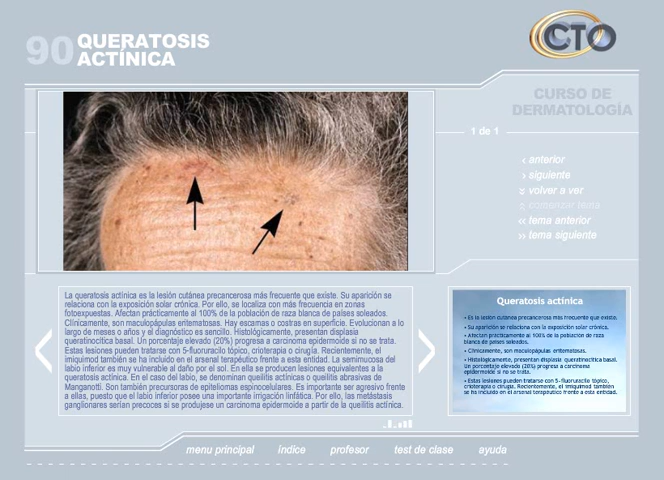 90 QUERATOSIS
ACTÍNICA
CTO
CURSO DE
DERMATOLOGÍA
1 de 1
‹ anterior
› siguiente
volver a ver
comenzar tema
‹‹ tema anterior
›› tema siguiente
La queratosis actínica es la lesión cutánea precancerosa más frecuente que existe. Su aparición se
relaciona con la exposición solar crónica. Por ello, se localiza con más frecuencia en zonas
fotoexpuestas. Afectan prácticamente al 100% de la población de raza blanca de países soleados.
Clínicamente, son maculopápulas eritematosas. Hay escamas o costras en superficie. Evolucionan a lo
largo de meses o años y el diagnóstico es sencillo. Histológicamente, presentan displasia
queratinocítica basal. Un porcentaje elevado (20%) progresa a carcinoma epidermoide si no se trata.
Estas lesiones pueden tratarse con 5-fluoruracilo tópico, crioterapia o cirugía. Recientemente, el
imiquimod también se ha incluido en el arsenal terapéutico frente a esta entidad. La semimucosa del
labio inferior es muy vulnerable al daño por el sol. En ella se producen lesiones equivalentes a la
queratosis actínica. En el caso del labio, se denominan queilitis actínicas o queilitis abrasivas de
Manganotti. Son también precursoras de epiteliomas espinocelulares. Es importante ser agresivo frente
a ellas, puesto que el labio inferior posee una importante irrigación linfática. Por ello, las metástasis
ganglionares serían precoces si se produjese un carcinoma epidermoide a partir de la queilitis actínica.
Queratosis actínica
• Es la lesión cutánea precancerosa más frecuente que existe.
• Su aparición se relaciona con la exposición solar crónica.
• Afectan prácticamente al 100% de la población de raza
blanca de países soleados.
• Clínicamente, son maculopápulas eritematosas.
• Histológicamente, presentan displasia queratinocítica basal.
Un porcentaje elevado (20%) progresa a carcinoma
epidermoide si no se trata.
• Estas lesiones pueden tratarse con 5-fluoruracilo tópico,
crioterapia o cirugía. Recientemente, el imiquimod también
se ha incluido en el arsenal terapéutico frente a esta entidad.
menu principal índice profesor test de clase ayuda